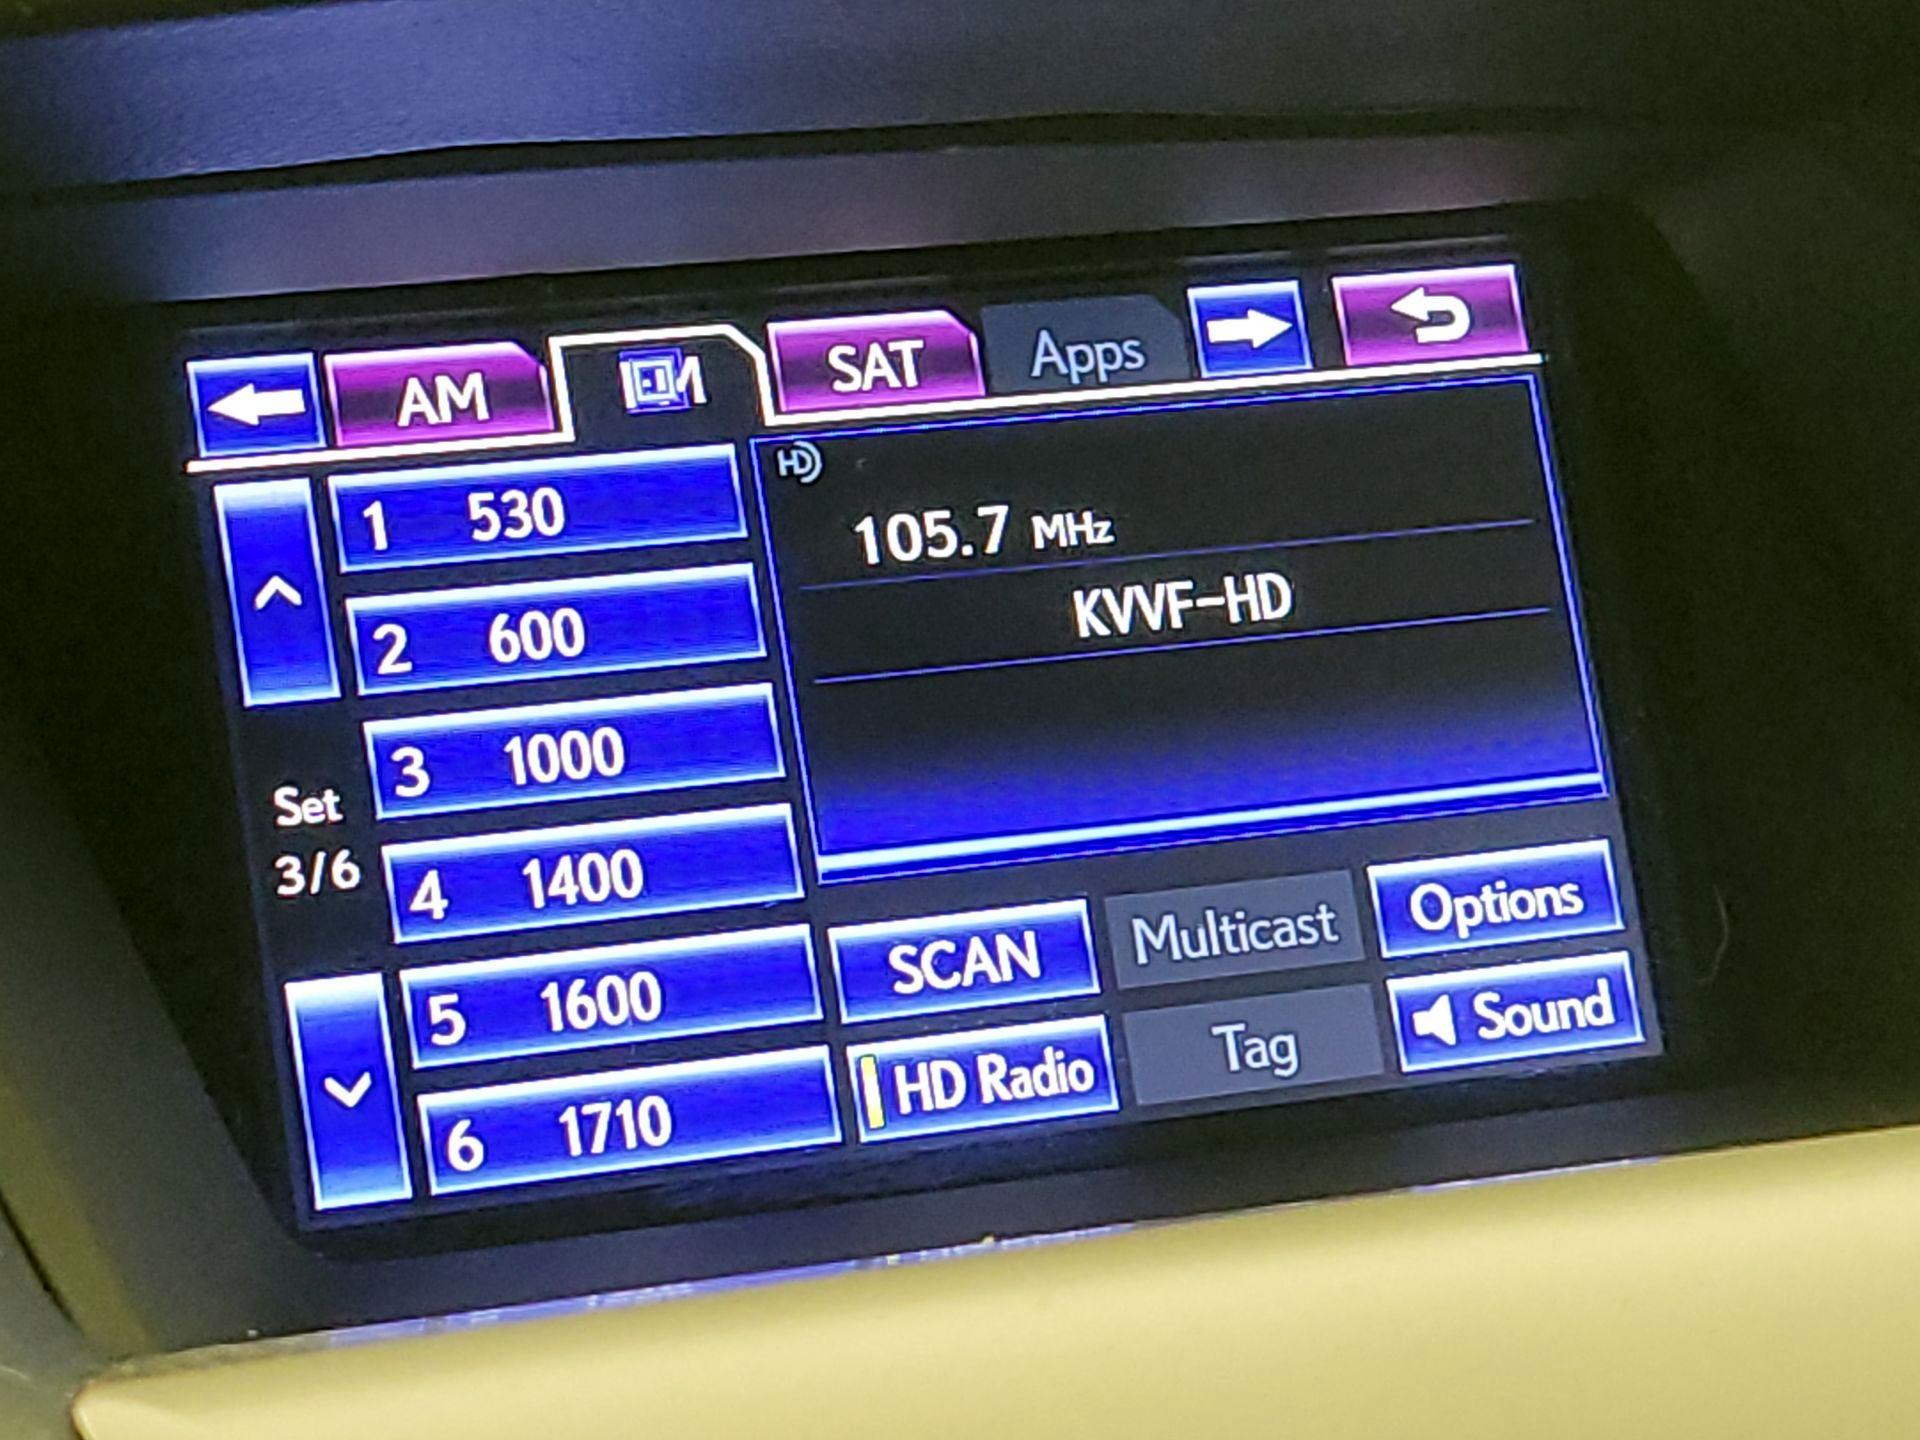 AM
SAT
Apps
HD
105.7 MHz
KVVF-HD
1 530
2 600
3 1000
Set
3/6
4 1400
5 1600
6 1710
SCAN
Multicast
Options
HD Radio
Tag
Sound